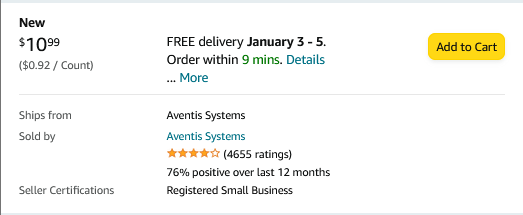 New
$10.99
($0.92 / Count)
FREE delivery January 3 - 5.
Order within 9 mins. Details
... More
Add to Cart
Ships from Aventis Systems
Sold by Aventis Systems
(4655 ratings)
76% positive over last 12 months
Seller Certifications Registered Small Business